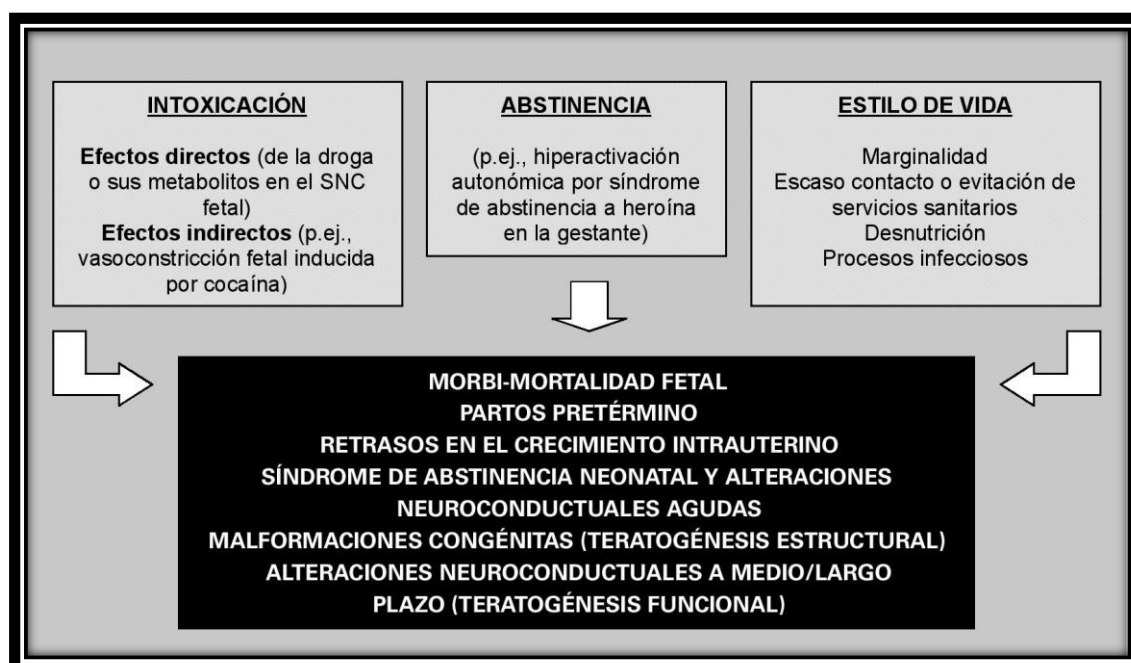 INTOXICACIÓN
Efectos directos (de la droga
o sus metabolitos en el SNC
fetal)
Efectos indirectos (p.ej.,
vasoconstricción fetal inducida
por cocaína)
ABSTINENCIA
(p.ej., hiperactivación
autonómica por síndrome
de abstinencia a heroína
en la gestante)
ESTILO DE VIDA
Marginalidad
Escaso contacto o evitación de
servicios sanitarios
Desnutrición
Procesos infecciosos
MORBI-MORTALIDAD FETAL
PARTOS PRETÉRMINO
RETRASOS EN EL CRECIMIENTO INTRAUTERINO
SÍNDROME DE ABSTINENCIA NEONATAL Y ALTERACIONES
NEUROCONDUCTUALES AGUDAS
MALFORMACIONES CONGÉNITAS (TERATOGÉNESIS ESTRUCTURAL)
ALTERACIONES NEUROCONDUCTUALES A MEDIO/LARGO
PLAZO (TERATOGÉNESIS FUNCIONAL)